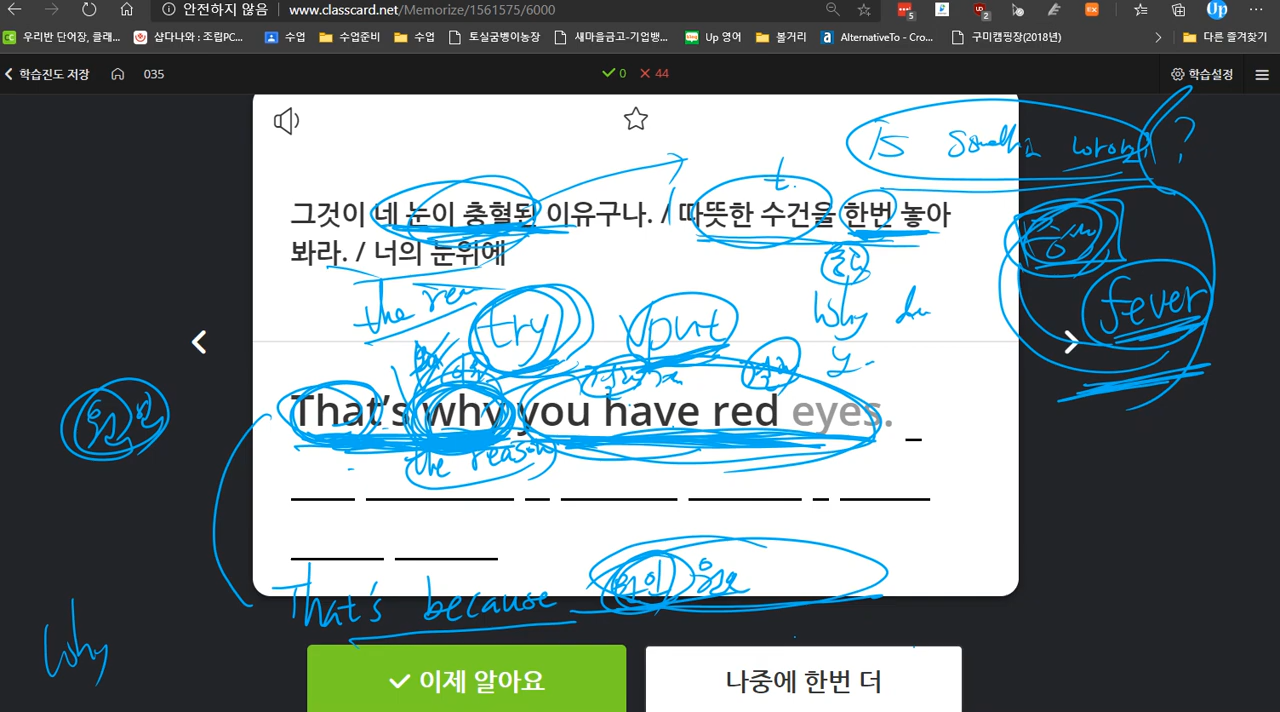 안전하지 않음 www.classcard.net/Memorize/1561575/6000
우리반 단어장, 클래... 샵다나와 : 조립PC... 수업 수업준비 수업 토실굼벵이농장 새마을금고-기업뱅... Up 영어 볼거리 AlternativeTo - Cro... 구미캠핑장(2018년) 다른 즐겨찾기
학습진도 저장 035 0 44 학습설정
Is wrong ?
t.
그것이 네 눈이 충혈된 이유구나. / 따뜻한 수건을 한번 놓아
봐라. / 너의 눈위에
the rea
try
fever
why
That's why you have red eyes.
the reason
원인
That's because
why
이제 알아요 나중에 한번 더